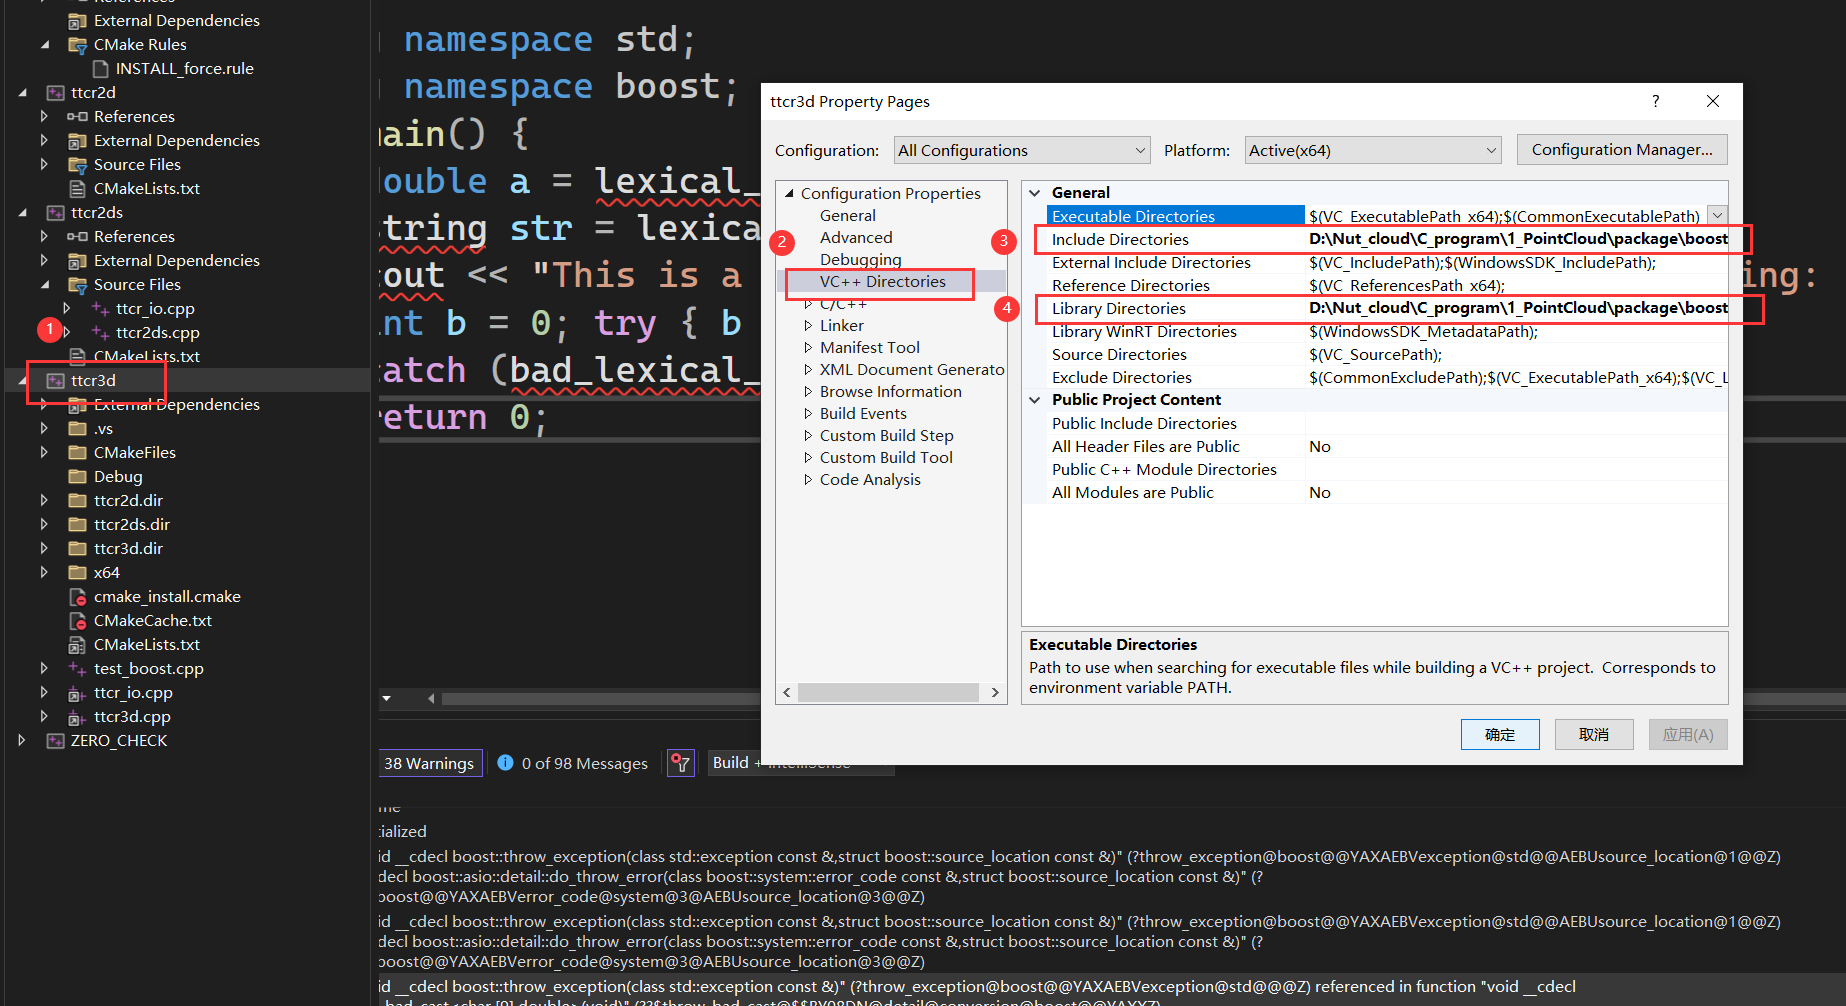 References
External Dependencies
CMake Rules
INSTALL_force.rule
ttcr2d
References
External Dependencies
Source Files
CMakeLists.txt
ttcr2ds
References
External Dependencies
Source Files
ttcr_io.cpp
1
ttcr2ds.cpp
CMakeLists.txt
ttcr3d
External Dependencies
.vs
CMakeFiles
Debug
ttcr2d.dir
ttcr2ds.dir
ttcr3d.dir
x64
cmake_install.cmake
CMakeCache.txt
CMakeLists.txt
test_boost.cpp
ttcr_io.cpp
ttcr3d.cpp
ZERO_CHECK
namespace std;
namespace boost;
main() {
double a = lexical_
string str = lexica
cout << "This is a
ing:
int b = 0; try { b
catch (bad_lexical_
return 0;
ttcr3d Property Pages
?
Configuration: All Configurations Platform: Active(x64) Configuration Manager...
Configuration Properties
General
2
Advanced
Debugging
VC++ Directories
C/C++
Linker
Manifest Tool
XML Document Generato
Browse Information
Build Events
Custom Build Step
Custom Build Tool
Code Analysis
General
Executable Directories $(VC_ExecutablePath_x64);$(CommonExecutablePath)
3 Include Directories D:\Nut_cloud\C_program\1_PointCloud\package\boost
External Include Directories $(VC_IncludePath);$(WindowsSDK_IncludePath);
Reference Directories $(VC_ReferencesPath_x64);
4 Library Directories D:\Nut_cloud\C_program\1_PointCloud\package\boost
Library WinRT Directories $(WindowsSDK_MetadataPath);
Source Directories $(VC_SourcePath);
Exclude Directories $(CommonExcludePath);$(VC_ExecutablePath_x64);$(VC_L
Public Project Content
Public Include Directories
All Header Files are Public No
Public C++ Module Directories
All Modules are Public No
Executable Directories
Path to use when searching for executable files while building a VC++ project. Corresponds to
environment variable PATH.
确定 取消 应用(A)
38 Warnings 0 of 98 Messages Build + IntelliSense
me
ialized
id __cdecl boost::throw_exception(class std::exception const &,struct boost::source_location const &)" (?throw_exception@boost@@YAXAEBVexception@std@@AEBUsource_location@1@@Z)
decl boost::asio::detail::do_throw_error(class boost::system::error_code const &,struct boost::source_location const &)" (?
boost@@YAXAEBVerror_code@system@3@AEBUsource_location@3@@Z)
id __cdecl boost::throw_exception(class std::exception const &,struct boost::source_location const &)" (?throw_exception@boost@@YAXAEBVexception@std@@AEBUsource_location@1@@Z)
decl boost::asio::detail::do_throw_error(class boost::system::error_code const &,struct boost::source_location const &)" (?
boost@@YAXAEBVerror_code@system@3@AEBUsource_location@3@@Z)
id __cdecl boost::throw_exception(class std::exception const &)" (?throw_exception@boost@@YAXAEBVexception@std@@@Z) referenced in function "void __cdecl